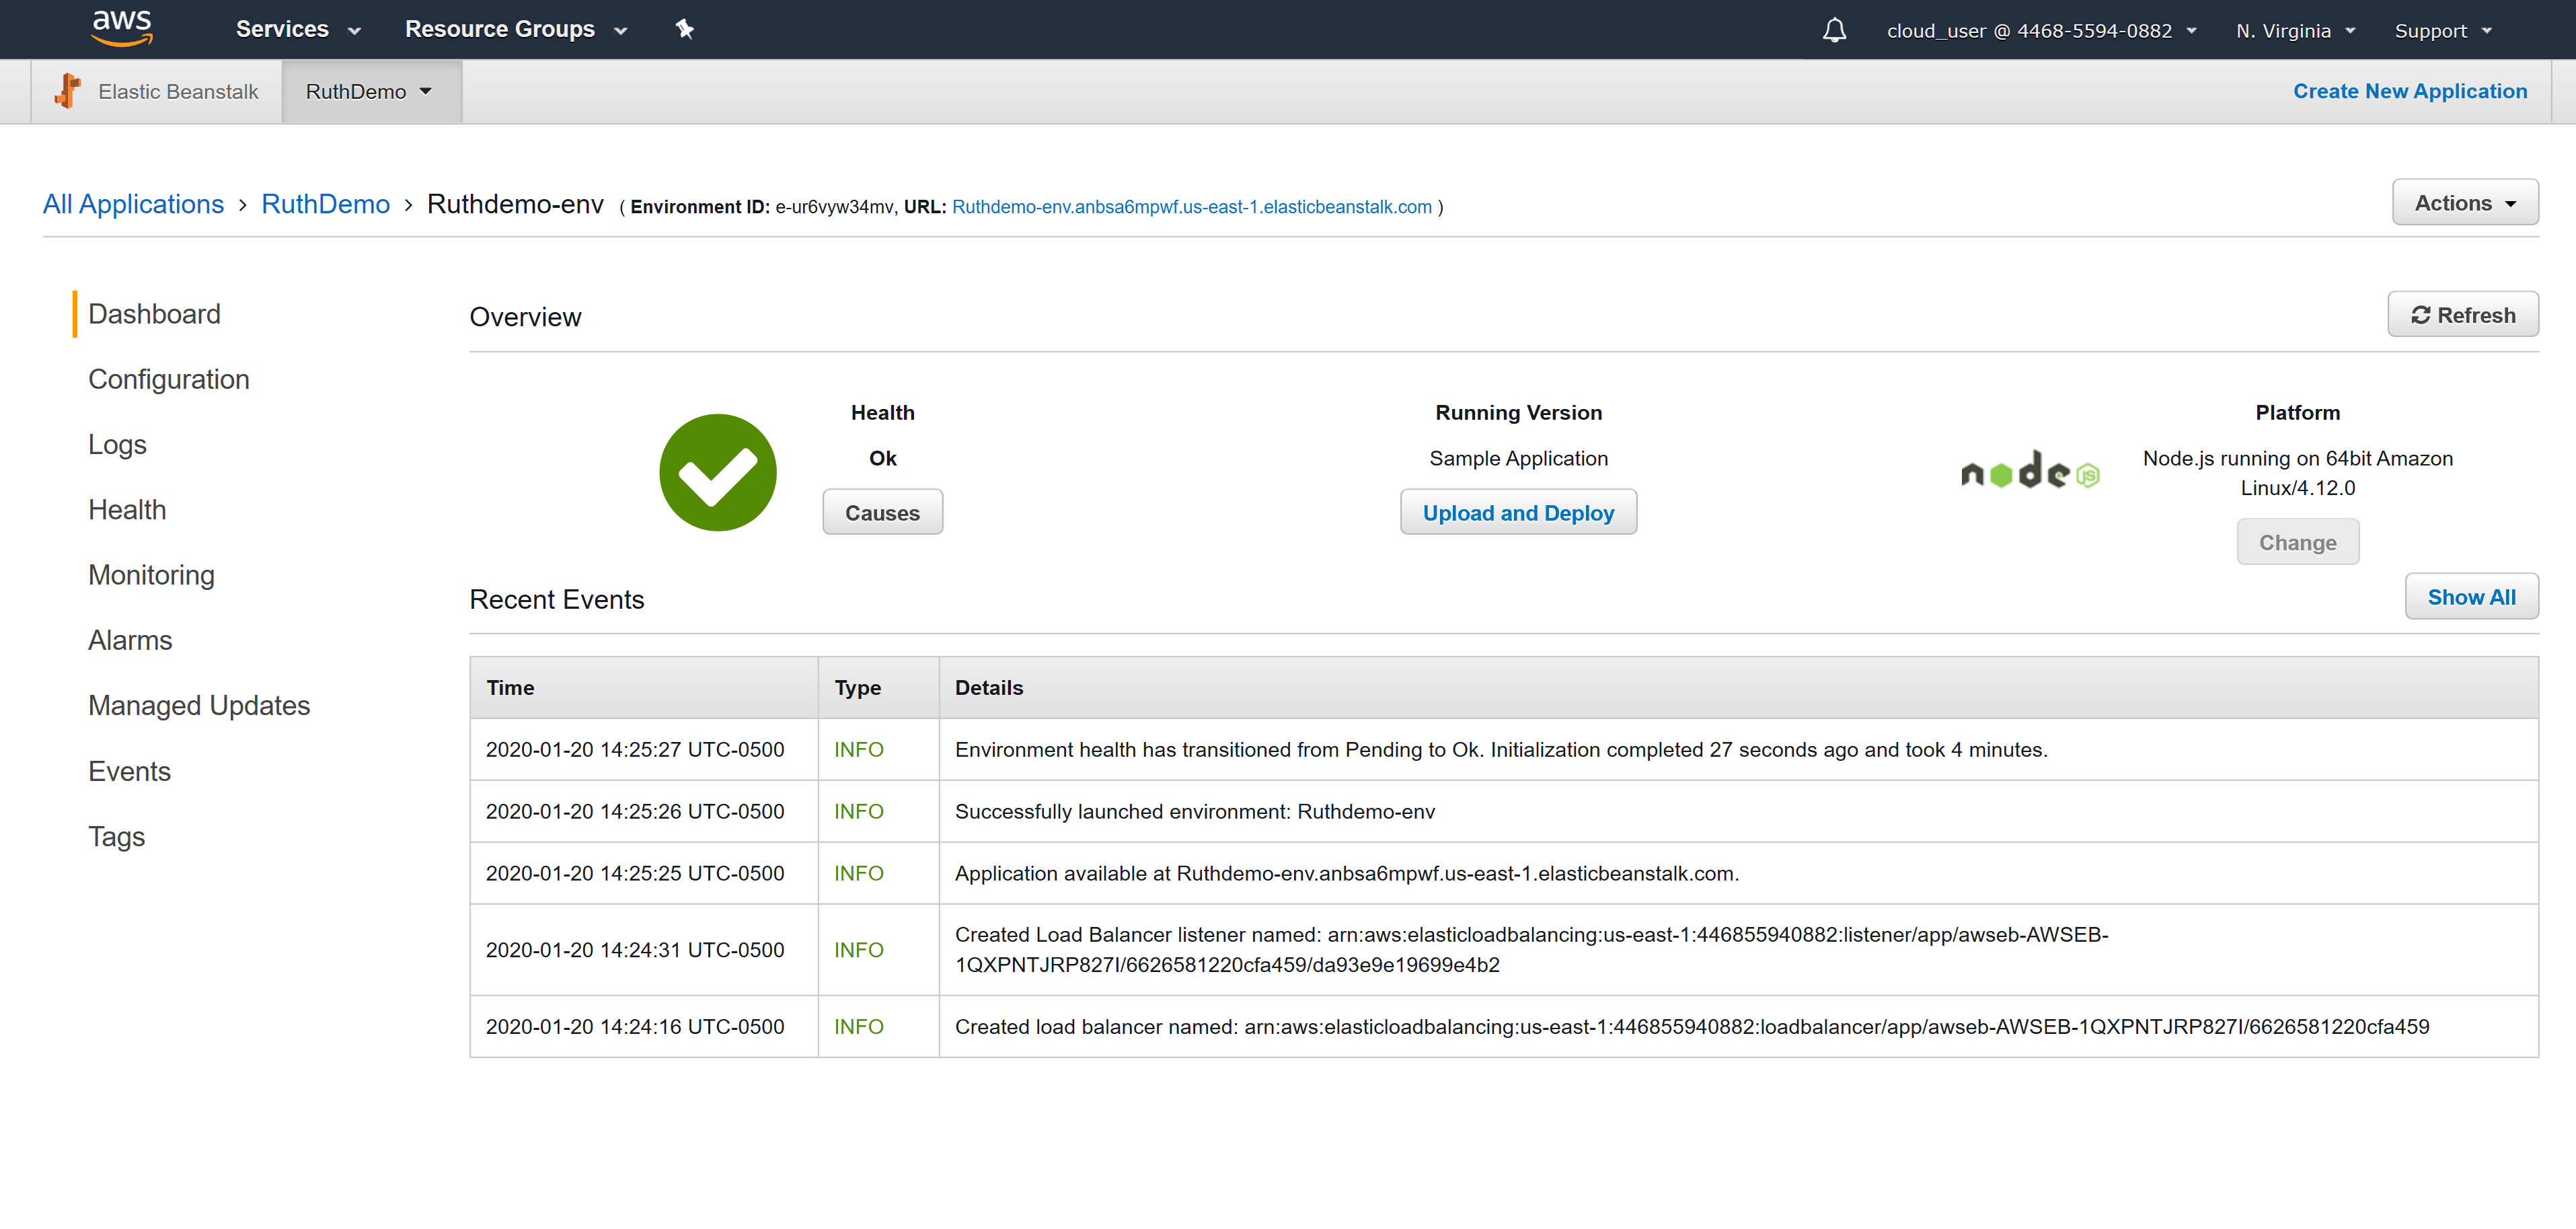 aws Services Resource Groups cloud_user @ 4468-5594-0882 N. Virginia Support
Elastic Beanstalk RuthDemo Create New Application
All Applications > RuthDemo > Ruthdemo-env ( Environment ID: e-ur6vyw34mv, URL: Ruthdemo-env.anbsa6mpwf.us-east-1.elasticbeanstalk.com ) Actions
Dashboard
Configuration
Logs
Health
Monitoring
Alarms
Managed Updates
Events
Tags
Overview Refresh
Health
Ok
Causes
Running Version
Sample Application
Upload and Deploy
node JS
Platform
Node.js running on 64bit Amazon
Linux/4.12.0
Change
Recent Events Show All
Time Type Details
2020-01-20 14:25:27 UTC-0500 INFO Environment health has transitioned from Pending to Ok. Initialization completed 27 seconds ago and took 4 minutes.
2020-01-20 14:25:26 UTC-0500 INFO Successfully launched environment: Ruthdemo-env
2020-01-20 14:25:25 UTC-0500 INFO Application available at Ruthdemo-env.anbsa6mpwf.us-east-1.elasticbeanstalk.com.
2020-01-20 14:24:31 UTC-0500 INFO Created Load Balancer listener named: arn:aws:elasticloadbalancing:us-east-1:446855940882:listener/app/awseb-AWSEB-
1QXPNTJRP827I/6626581220cfa459/da93e9e19699e4b2
2020-01-20 14:24:16 UTC-0500 INFO Created load balancer named: arn:aws:elasticloadbalancing:us-east-1:446855940882:loadbalancer/app/awseb-AWSEB-1QXPNTJRP827I/6626581220cfa459